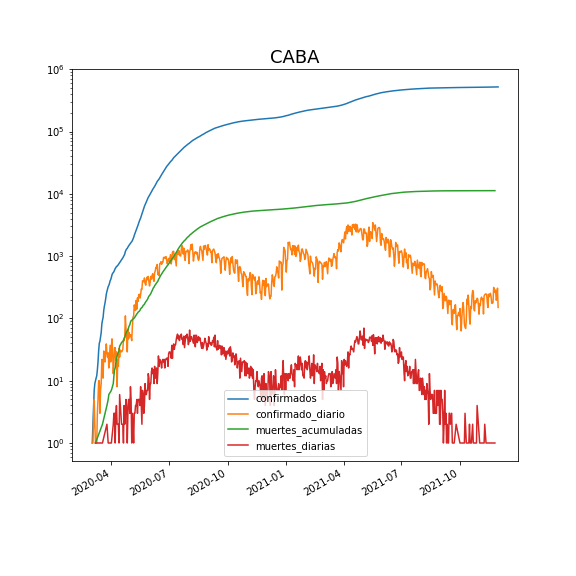 CABA
10^6
10^5
10^4
10^3
10^2
10^1
10^0
confirmados
confirmado_diario
muertes_acumuladas
muertes_diarias
2020-04 2020-07 2020-10 2021-01 2021-04 2021-07 2021-10